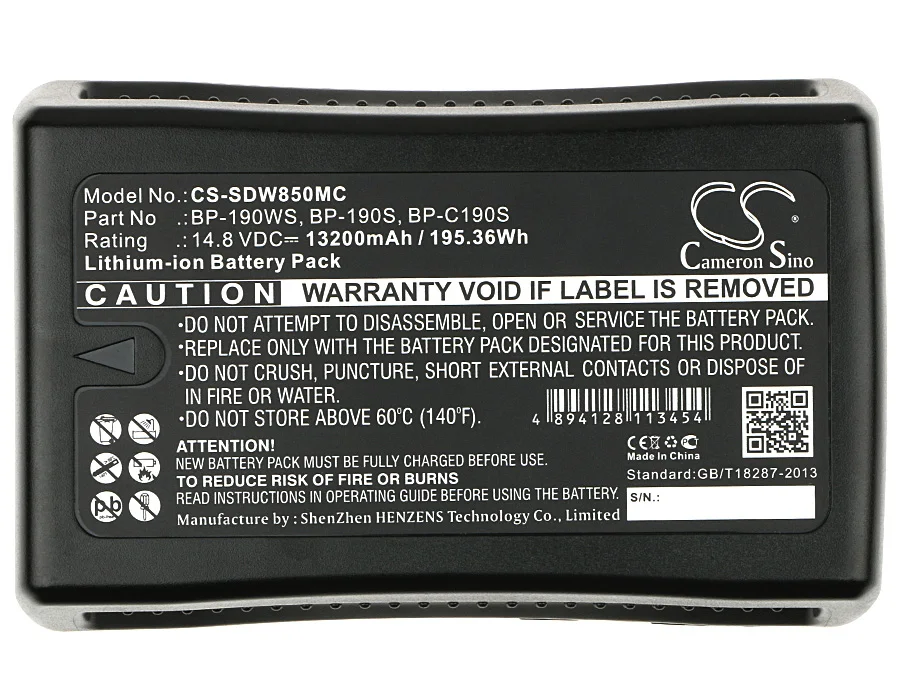 Model No.:CS-SDW850MC
Part No .:BP-190WS, BP-190S, BP-C190S
Rating .:14.8 VDC⎓ 13200mAh / 195.36Wh
Lithium-ion Battery Pack
CS®
Cameron Sino
CAUTION WARRANTY VOID IF LABEL IS REMOVED
•DO NOT ATTEMPT TO DISASSEMBLE, OPEN OR SERVICE THE BATTERY PACK.
•REPLACE ONLY WITH THE BATTERY PACK DESIGNATED FOR THIS PRODUCT.
•DO NOT CRUSH, PUNCTURE, SHORT EXTERNAL CONTACTS OR DISPOSE OF
IN FIRE OR WATER.
•DO NOT STORE ABOVE 60°C (140°F).
4 894128 113454
ATTENTION!
NEW BATTERY PACK MUST BE FULLY CHARGED BEFORE USE.
TO REDUCE RISK OF FIRE OR BURNS
READ INSTRUCTIONS IN OPERATING GUIDE BEFORE USING THE BATTERY.
Manufacture by : ShenZhen HENZENS Technology Co., Limited
CE
Made In China
Standard:GB/T18287-2013
S/N.:
Pb